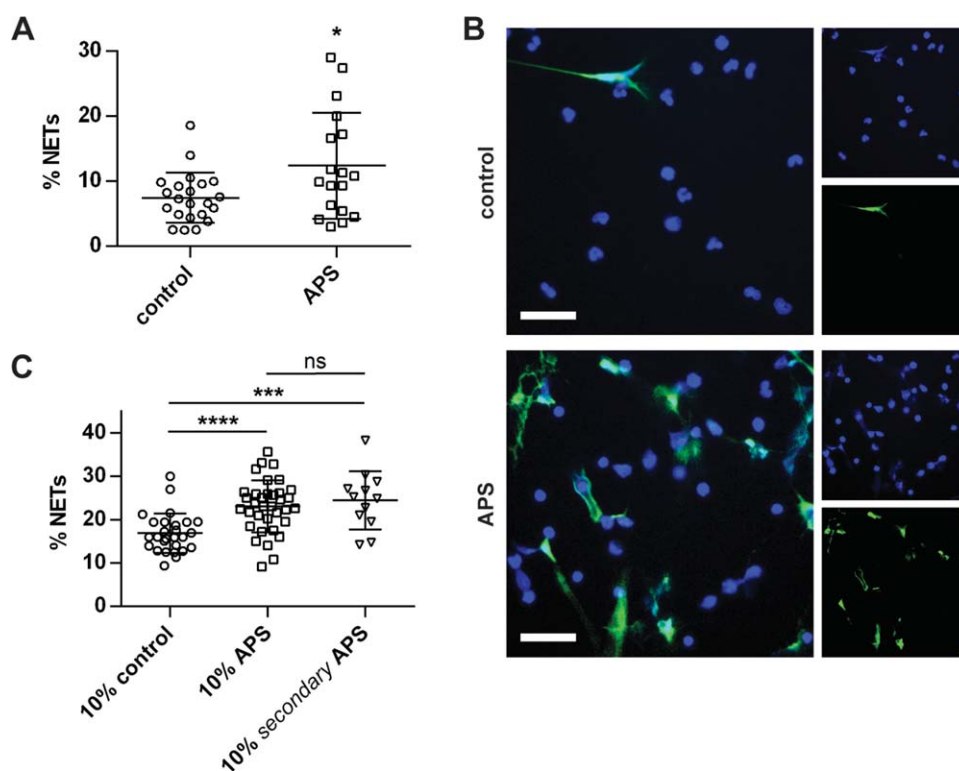 A
*
30
20
10
0
% NETs
control
APS
B
control
APS
C
ns
***
****
40
30
20
10
0
% NETs
10% control
10% APS
10% secondary APS